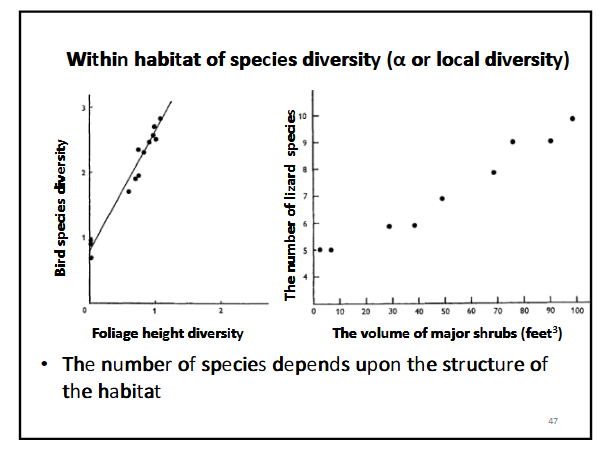 Within habitat of species diversity (α or local diversity)
Bird species diversity
3
2
1
0
1
2
Foliage height diversity
The number of lizard species
10
9
8
7
6
5
4
0 10 20 30 40 50 60 70 80 90 100
The volume of major shrubs (feet³)
• The number of species depends upon the structure of
the habitat
47